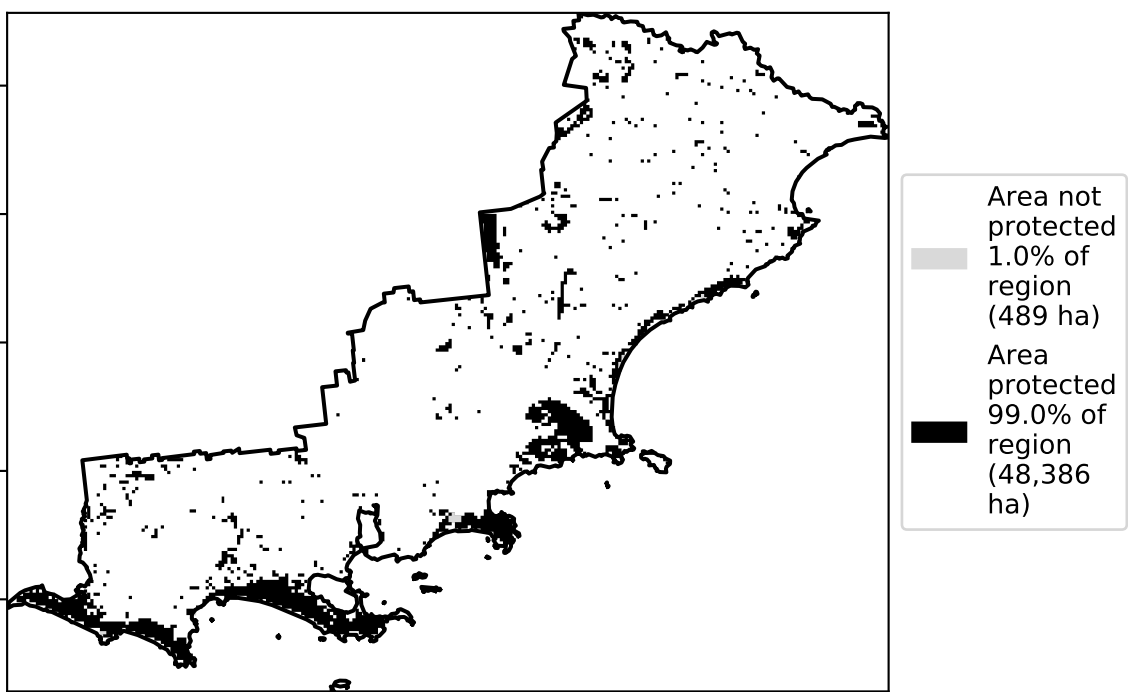 Area not
protected
1.0% of
region
(489 ha)
Area
protected
99.0% of
region
(48,386
ha)